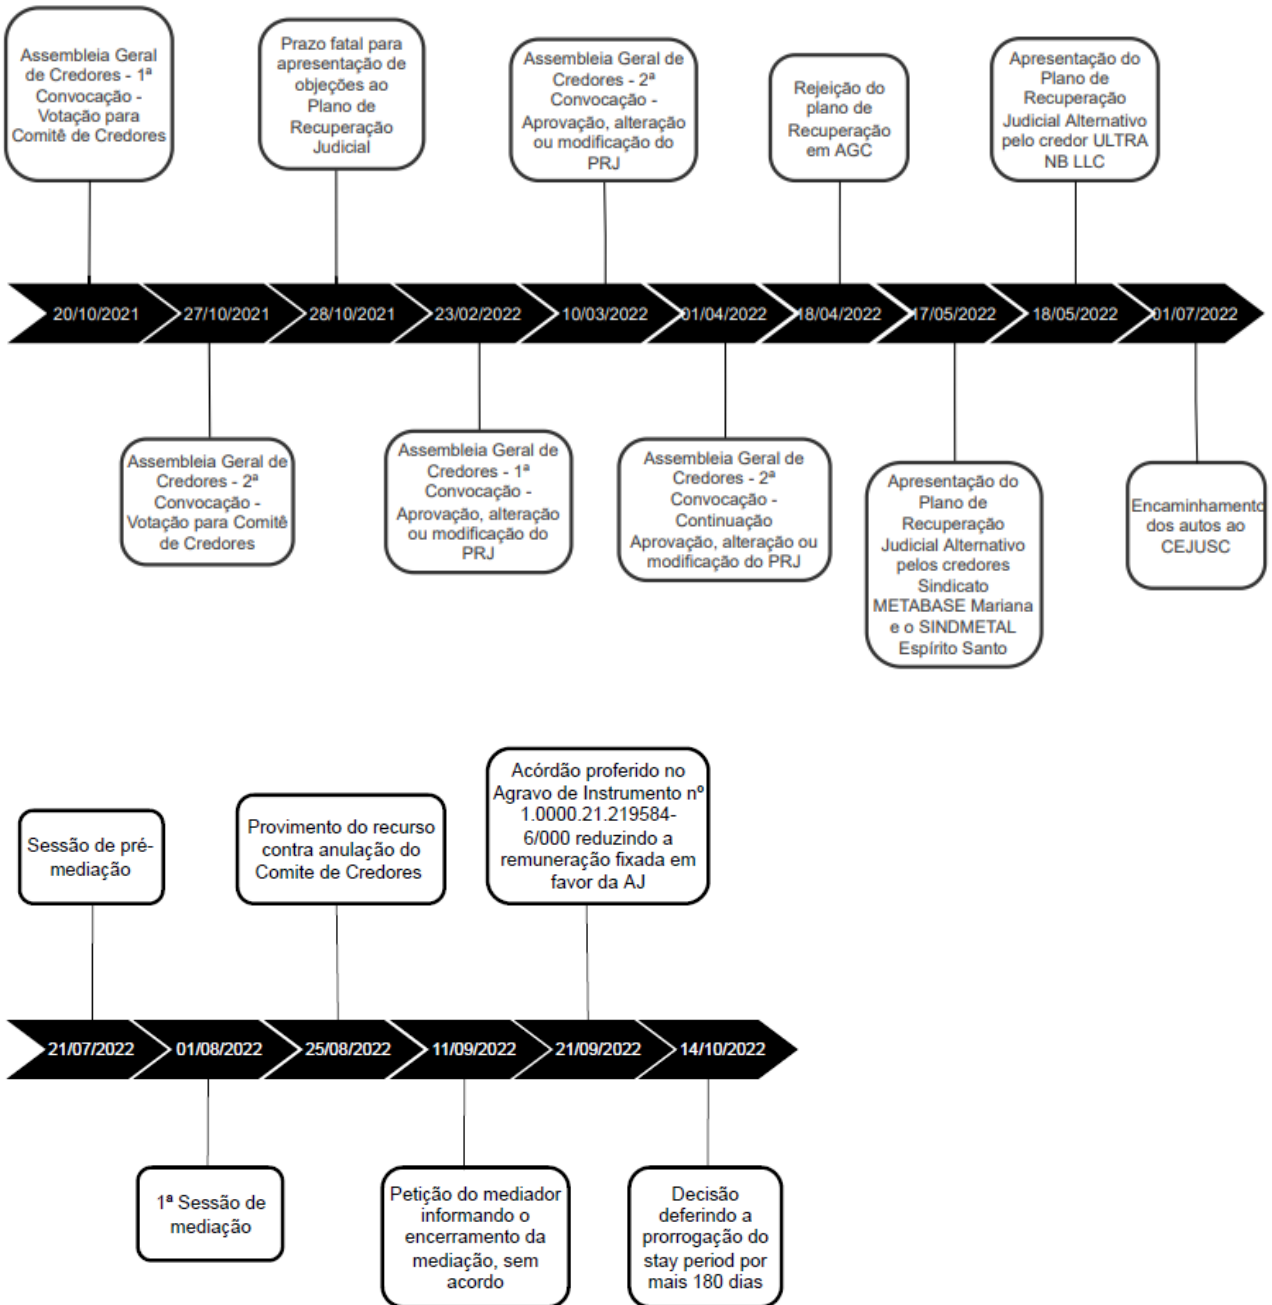 Assembleia Geral
de Credores - 1ª
Convocação -
Votação para
Comitê de Credores
Prazo fatal para
apresentação de
objeções ao
Plano de
Recuperação
Judicial
Assembleia Geral de
Credores - 2ª
Convocação -
Aprovação, alteração
ou modificação do
PRJ
Rejeição do
plano de
Recuperação
em AGC
Apresentação do
Plano de
Recuperação
Judicial Alternativo
pelo credor ULTRA
NB LLC
20/10/2021
27/10/2021
28/10/2021
23/02/2022
10/03/2022
01/04/2022
18/04/2022
17/05/2022
18/05/2022
01/07/2022
Assembleia Geral de
Credores - 2ª
Convocação -
Votação para Comitê
de Credores
Assembleia Geral de
Credores - 1ª
Convocação -
Aprovação, alteração
ou modificação do
PRJ
Assembleia Geral de
Credores - 2ª
Convocação -
Continuação
Aprovação, alteração ou
modificação do PRJ
Apresentação do
Plano de
Recuperação
Judicial Alternativo
pelos credores
Sindicato
METABASE Mariana
e o SINDMETAL
Espírito Santo
Encaminhamento
dos autos ao
CEJUSC
Sessão de pré-
mediação
Provimento do recurso
contra anulação do
Comite de Credores
Acórdão proferido no
Agravo de Instrumento nº
1.0000.21.219584-
6/000 reduzindo a
remuneração fixada em
favor da AJ
21/07/2022
01/08/2022
25/08/2022
11/09/2022
21/09/2022
14/10/2022
1ª Sessão de
mediação
Petição do mediador
informando o
encerramento da
mediação, sem
acordo
Decisão
deferindo a
prorrogação do
stay period por
mais 180 dias